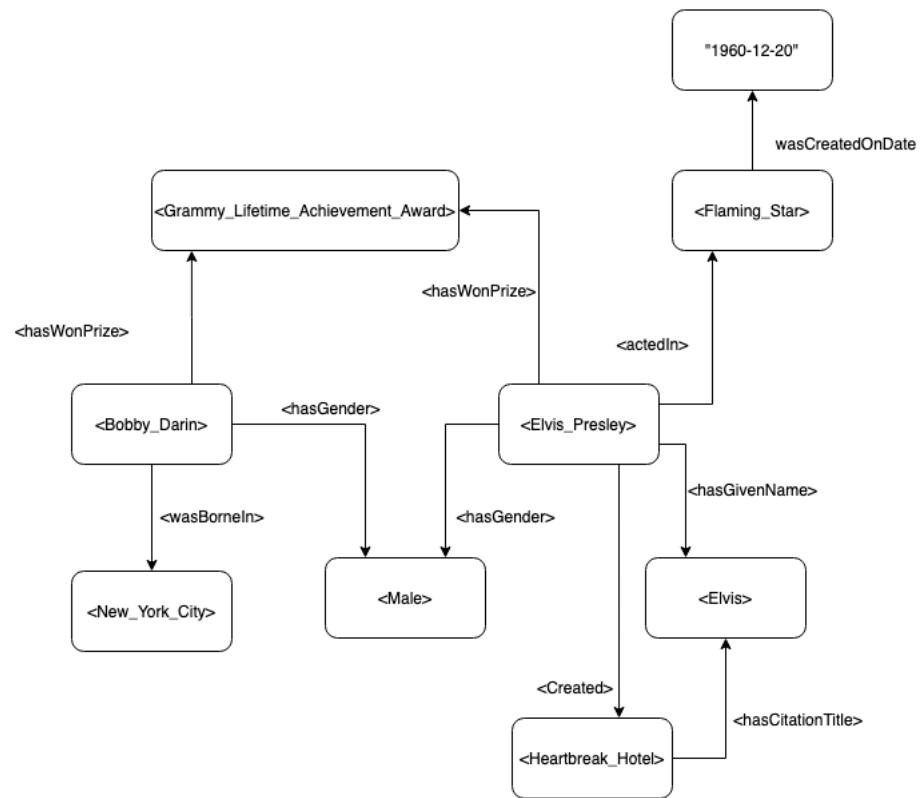 "1960-12-20"
wasCreatedOnDate
<Grammy_Lifetime_Achievement_Award>
<Flaming_Star>
<hasWonPrize>
<hasWonPrize>
<actedIn>
<Bobby_Darin>
<hasGender>
<Elvis_Presley>
<hasGivenName>
<wasBorneIn>
<hasGender>
<New_York_City>
<Male>
<Elvis>
<Created>
<hasCitationTitle>
<Heartbreak_Hotel>